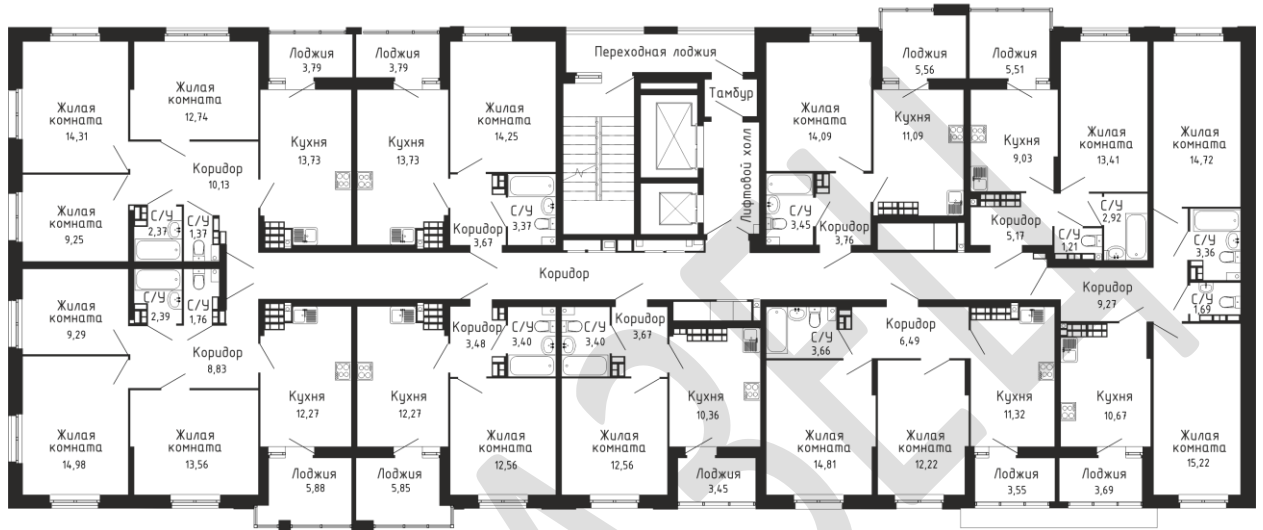 Лоджия
3,79
Лоджия
3,79
Переходная лоджия
Лоджия
5,56
Лоджия
5,51
Жилая
комната
14,31
Жилая
комната
12,74
Кухня
13,73
Кухня
13,73
Жилая
комната
14,25
Тамбур
Лифтовой холл
Жилая
комната
14,09
Кухня
11,09
Кухня
9,03
Жилая
комната
13,41
Жилая
комната
14,72
Коридор
10,13
Жилая
комната
9,25
С/У
2,37
С/У
1,37
Коридор
3,67
С/У
3,37
С/У
3,45
Коридор
3,76
Коридор
5,17
С/У
1,21
С/У
2,92
С/У
3,36
Коридор
Коридор
9,27
С/У
1,69
Жилая
комната
9,29
С/У
2,39
С/У
1,76
Коридор
8,83
Коридор
3,48
С/У
3,40
С/У
3,40
Коридор
3,67
С/У
3,66
Коридор
6,49
Кухня
12,27
Кухня
12,27
Кухня
10,36
Кухня
11,32
Кухня
10,67
Жилая
комната
14,98
Жилая
комната
13,56
Жилая
комната
12,56
Жилая
комната
12,56
Жилая
комната
14,81
Жилая
комната
12,22
Жилая
комната
15,22
Лоджия
5,88
Лоджия
5,85
Лоджия
3,45
Лоджия
3,55
Лоджия
3,69